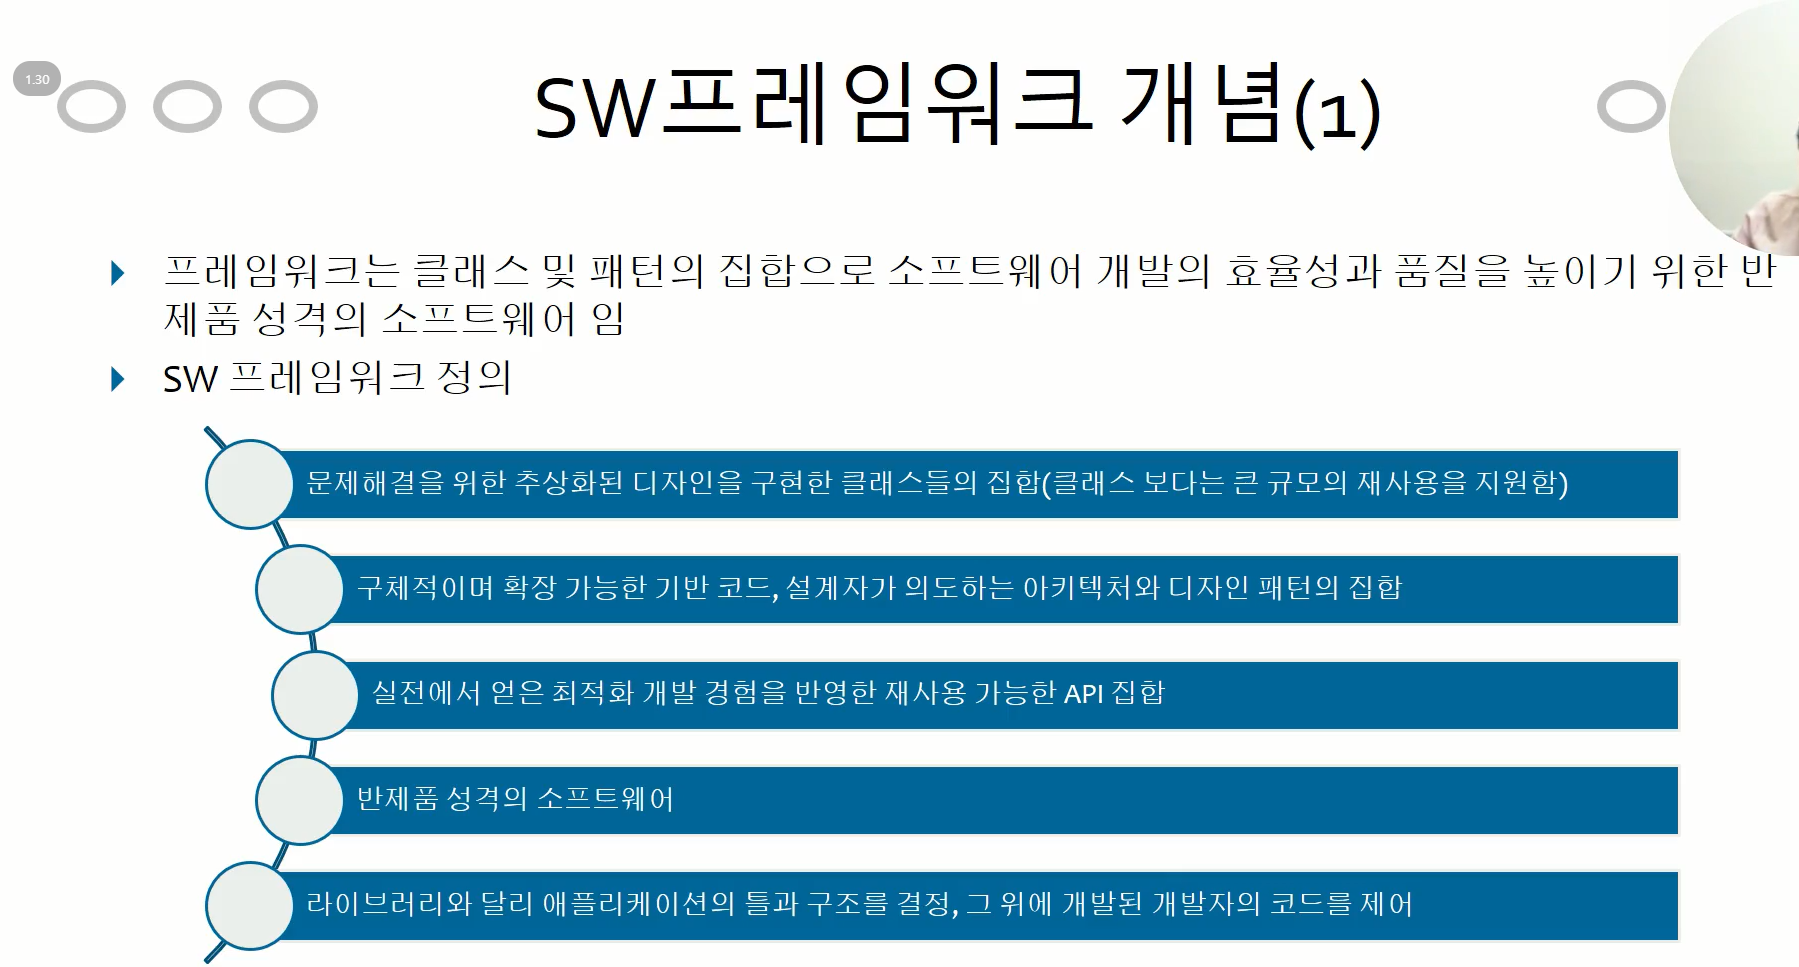 1.30
SW프레임워크 개념(1)
프레임워크는 클래스 및 패턴의 집합으로 소프트웨어 개발의 효율성과 품질을 높이기 위한 반
제품 성격의 소프트웨어 임
SW 프레임워크 정의
문제해결을 위한 추상화된 디자인을 구현한 클래스들의 집합(클래스 보다는 큰 규모의 재사용을 지원함)
구체적이며 확장 가능한 기반 코드, 설계자가 의도하는 아키텍처와 디자인 패턴의 집합
실전에서 얻은 최적화 개발 경험을 반영한 재사용 가능한 API 집합
반제품 성격의 소프트웨어
라이브러리와 달리 애플리케이션의 틀과 구조를 결정, 그 위에 개발된 개발자의 코드를 제어